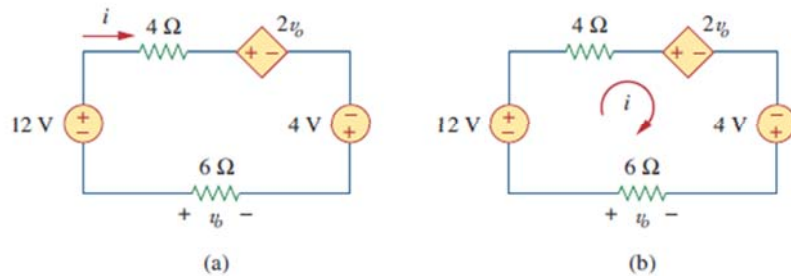 i 4 Ω 2v₀ 4 Ω 2v₀
+ − + −
12 V + − 4 V − + i 12 V + − 4 V − +
6 Ω 6 Ω
+ v₀ − + v₀ −
(a) (b)